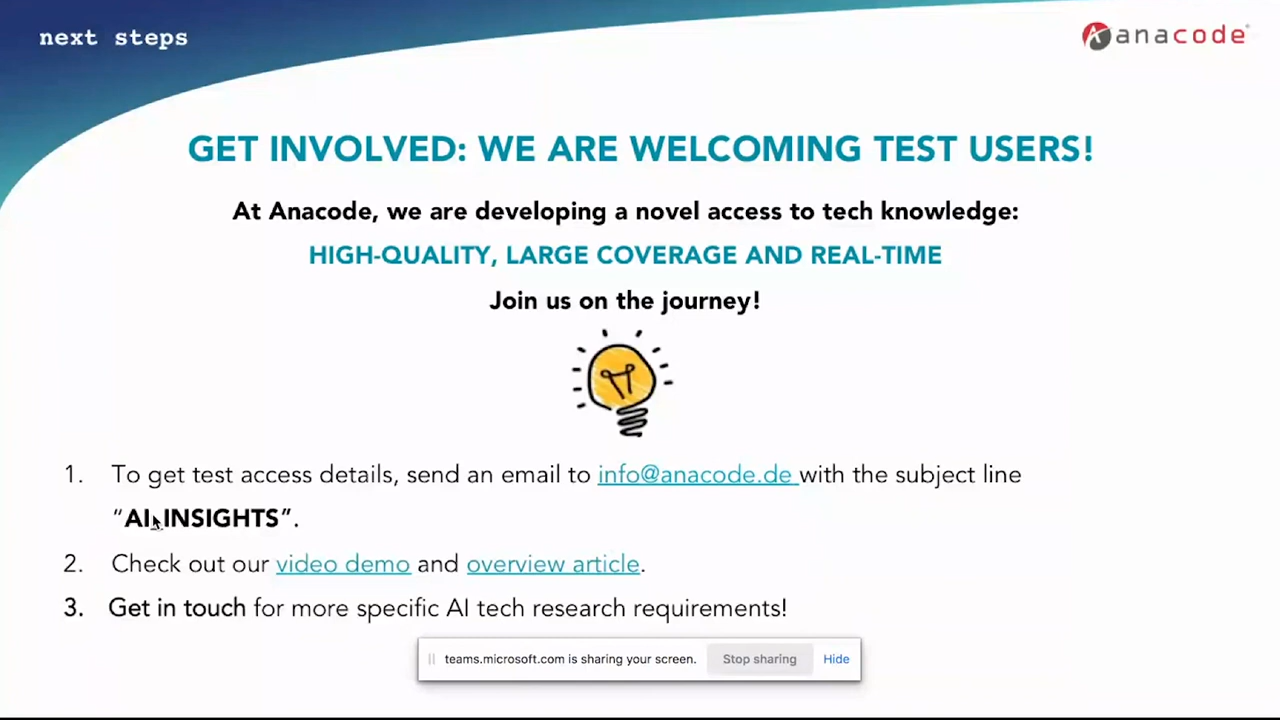 next steps
anacode
GET INVOLVED: WE ARE WELCOMING TEST USERS!
At Anacode, we are developing a novel access to tech knowledge:
HIGH-QUALITY, LARGE COVERAGE AND REAL-TIME
Join us on the journey!
1. To get test access details, send an email to info@anacode.de with the subject line
“AI INSIGHTS”.
2. Check out our video demo and overview article.
3. Get in touch for more specific AI tech research requirements!
teams.microsoft.com is sharing your screen. Stop sharing Hide